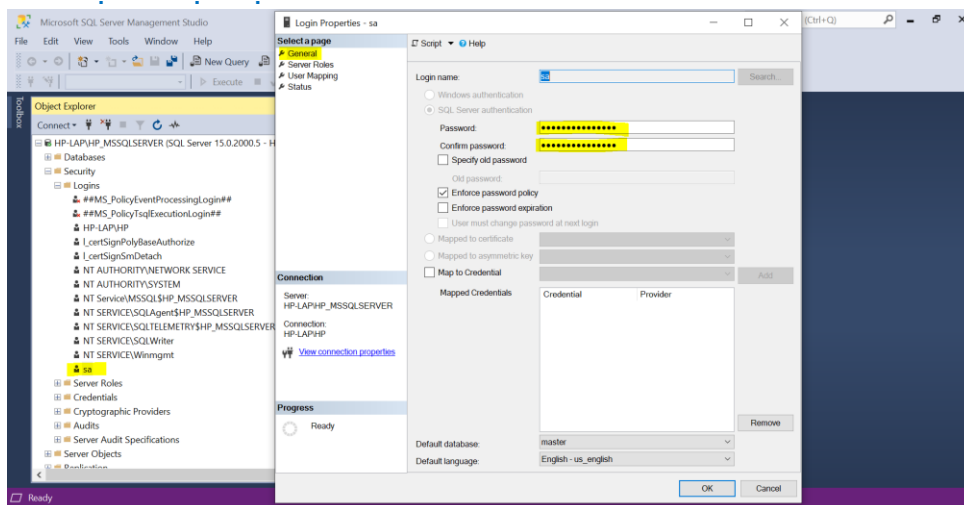 Microsoft SQL Server Management Studio
(Ctrl+Q)
File Edit View Tools Window Help
New Query
Execute
Toolbox
Object Explorer
Connect
HP-LAP\HP_MSSQLSERVER (SQL Server 15.0.2000.5 - H
Databases
Security
Logins
##MS_PolicyEventProcessingLogin##
##MS_PolicyTsqlExecutionLogin##
HP-LAP\HP
l_certSignPolyBaseAuthorize
l_certSignSmDetach
NT AUTHORITY\NETWORK SERVICE
NT AUTHORITY\SYSTEM
NT Service\MSSQL$HP_MSSQLSERVER
NT SERVICE\SQLAgent$HP_MSSQLSERVER
NT SERVICE\SQLTELEMETRY$HP_MSSQLSERVER
NT SERVICE\SQLWriter
NT SERVICE\Winmgmt
sa
Server Roles
Credentials
Cryptographic Providers
Audits
Server Audit Specifications
Server Objects
Replication
Ready
Login Properties - sa
Select a page
General
Server Roles
User Mapping
Status
Connection
Server:
HP-LAP\HP_MSSQLSERVER
Connection:
HP-LAP\HP
View connection properties
Progress
Ready
Script Help
Login name: sa Search...
Windows authentication
SQL Server authentication
Password: ●●●●●●●●●●●●●●●
Confirm password: ●●●●●●●●●●●●●●●
Specify old password
Old password:
Enforce password policy
Enforce password expiration
User must change password at next login
Mapped to certificate
Mapped to asymmetric key
Map to Credential Add
Mapped Credentials Credential Provider
Remove
Default database: master
Default language: English - us_english
OK Cancel